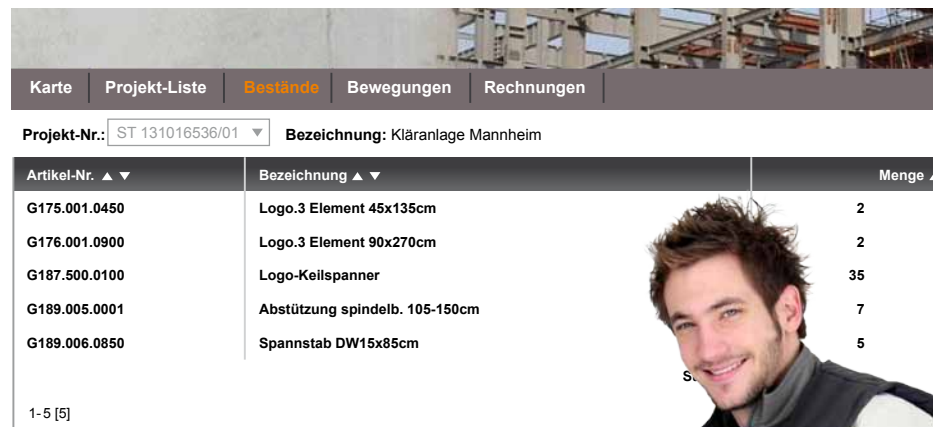 Karte Projekt-Liste Bestände Bewegungen Rechnungen
Projekt-Nr.: ST 131016536/01 ▼ Bezeichnung: Kläranlage Mannheim
Artikel-Nr. ▲ ▼ Bezeichnung ▲ ▼ Menge
G175.001.0450 Logo.3 Element 45x135cm 2
G176.001.0900 Logo.3 Element 90x270cm 2
G187.500.0100 Logo-Keilspanner 35
G189.005.0001 Abstützung spindelb. 105-150cm 7
G189.006.0850 Spannstab DW15x85cm 5
1-5 [5]